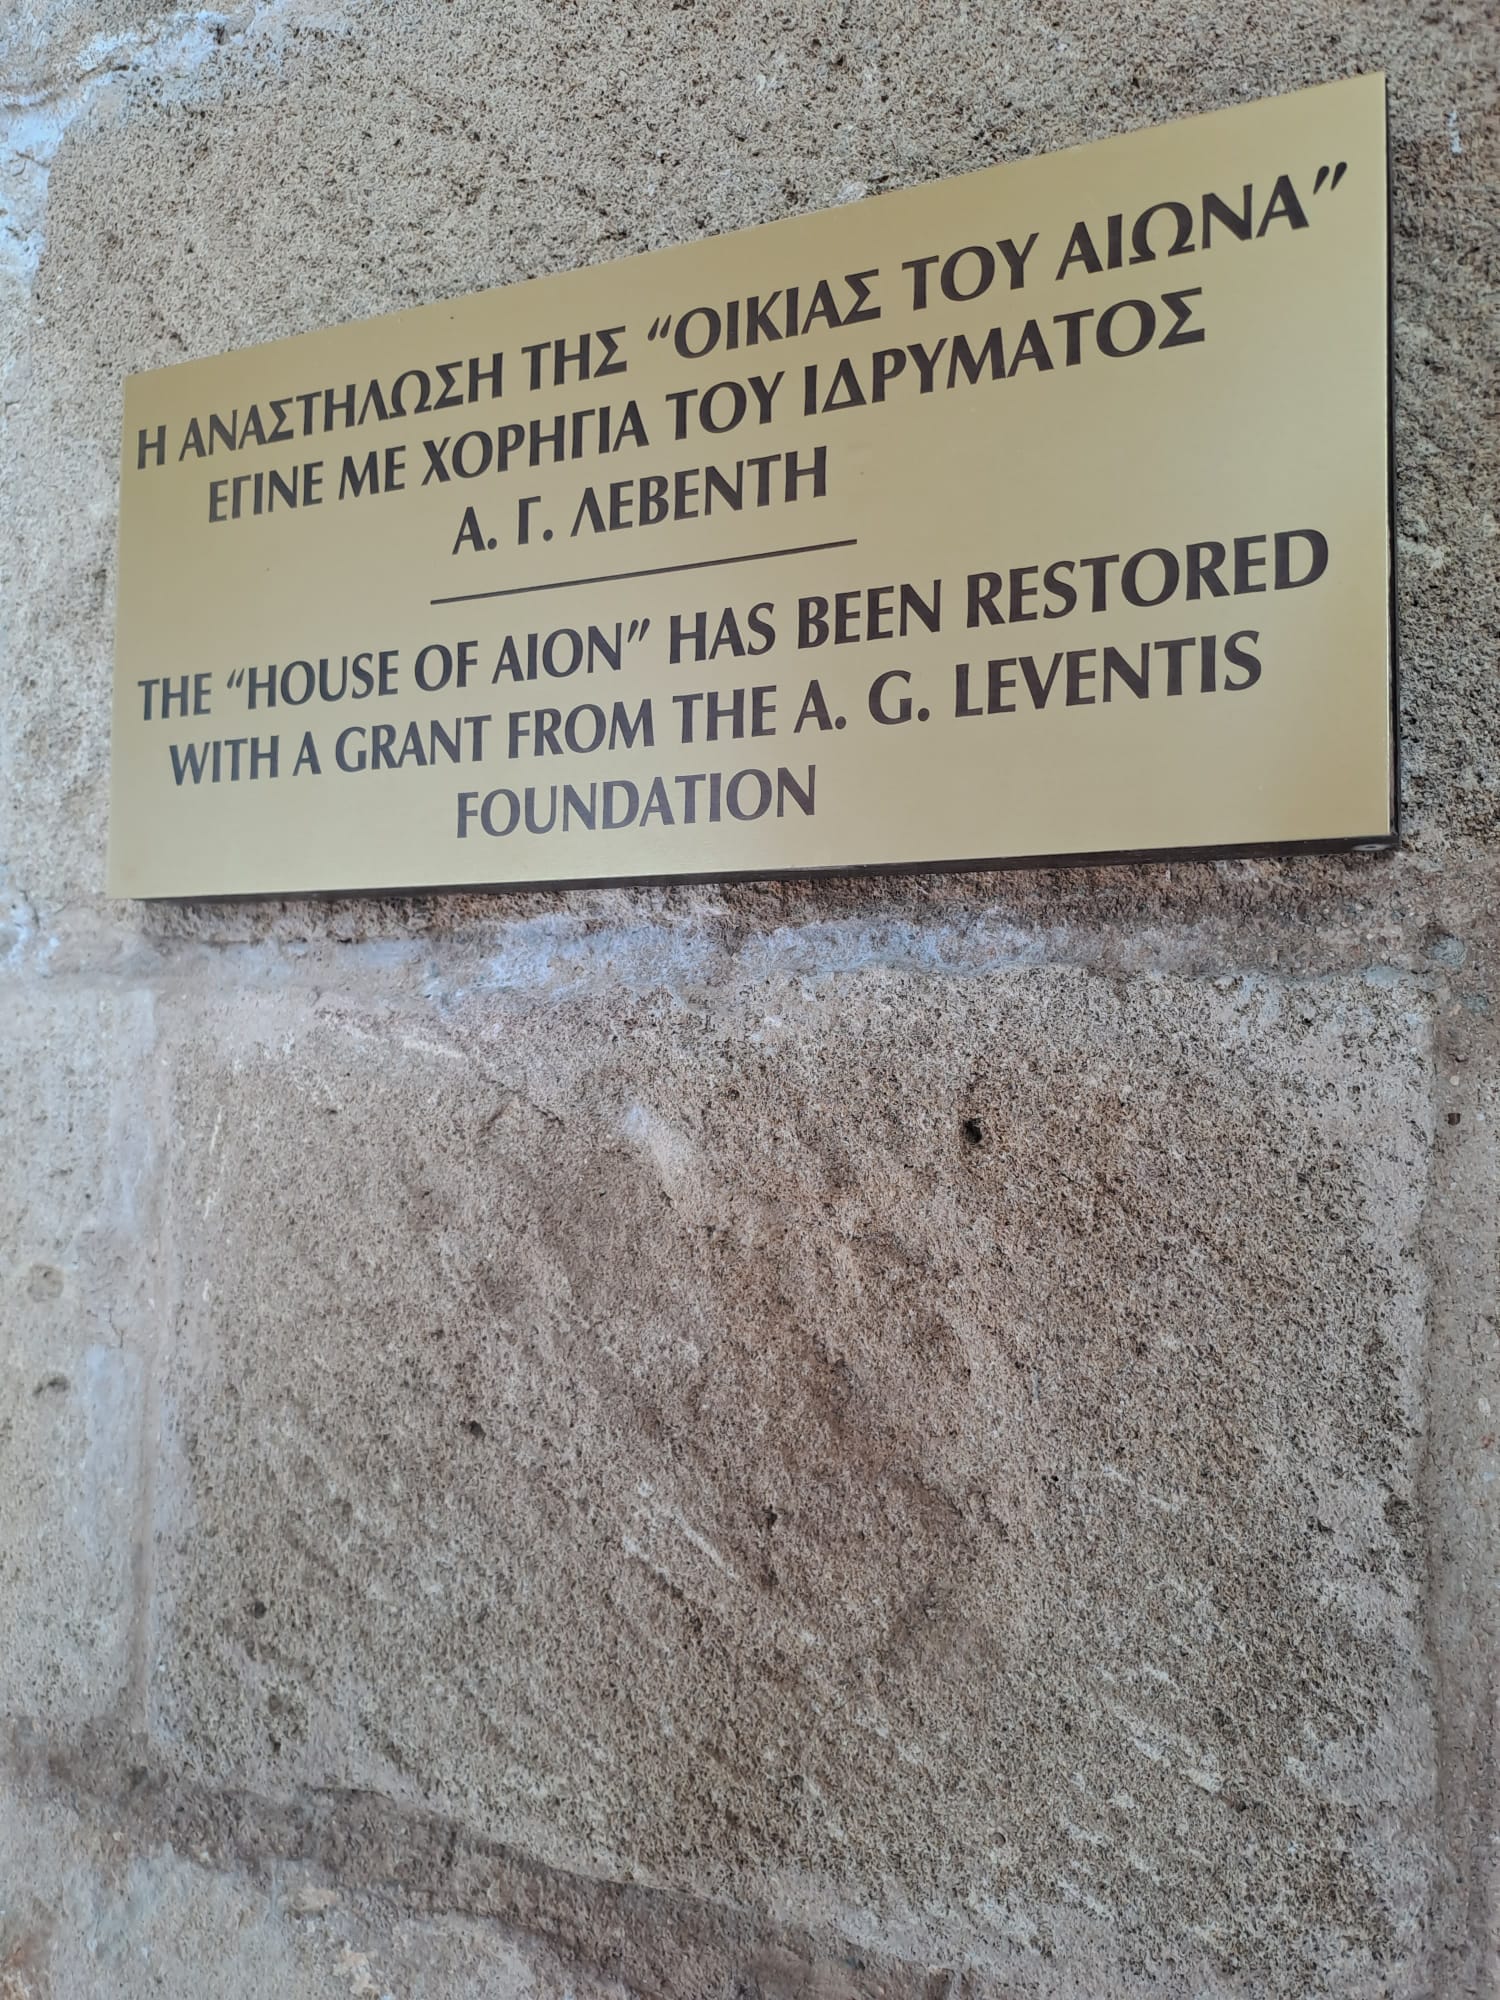 Η ΑΝΑΣΤΗΛΩΣΗ ΤΗΣ “ΟΙΚΙΑΣ ΤΟΥ ΑΙΩΝΑ”
ΕΓΙΝΕ ΜΕ ΧΟΡΗΓΙΑ ΤΟΥ ΙΔΡΥΜΑΤΟΣ
Α. Γ. ΛΕΒΕΝΤΗ
THE “HOUSE OF AION” HAS BEEN RESTORED
WITH A GRANT FROM THE A. G. LEVENTIS
FOUNDATION